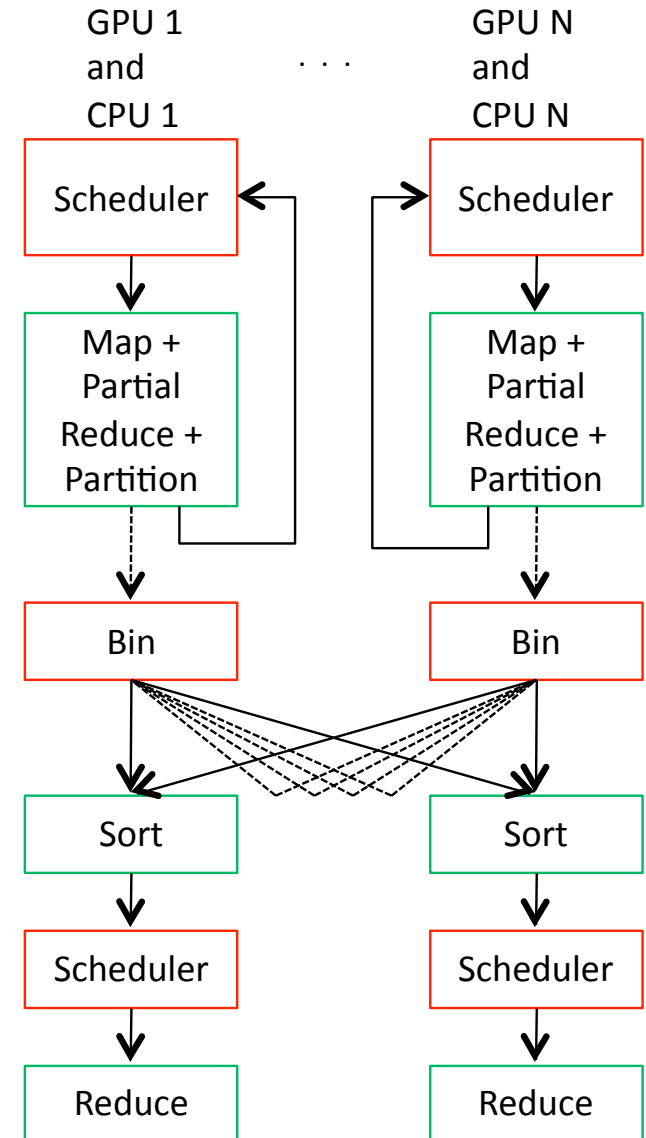 GPU 1
and
CPU 1
. . .
GPU N
and
CPU N
Scheduler
Scheduler
Map +
Partial
Reduce +
Partition
Map +
Partial
Reduce +
Partition
Bin
Bin
Sort
Sort
Scheduler
Scheduler
Reduce
Reduce